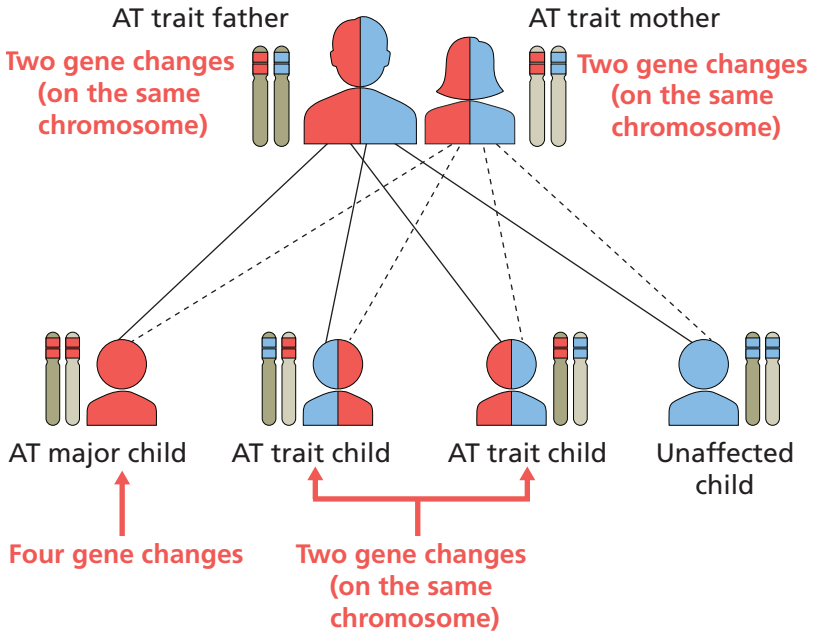 AT trait father
AT trait mother
Two gene changes
(on the same
chromosome)
Two gene changes
(on the same
chromosome)
AT major child
AT trait child
AT trait child
Unaffected
child
Four gene changes
Two gene changes
(on the same
chromosome)